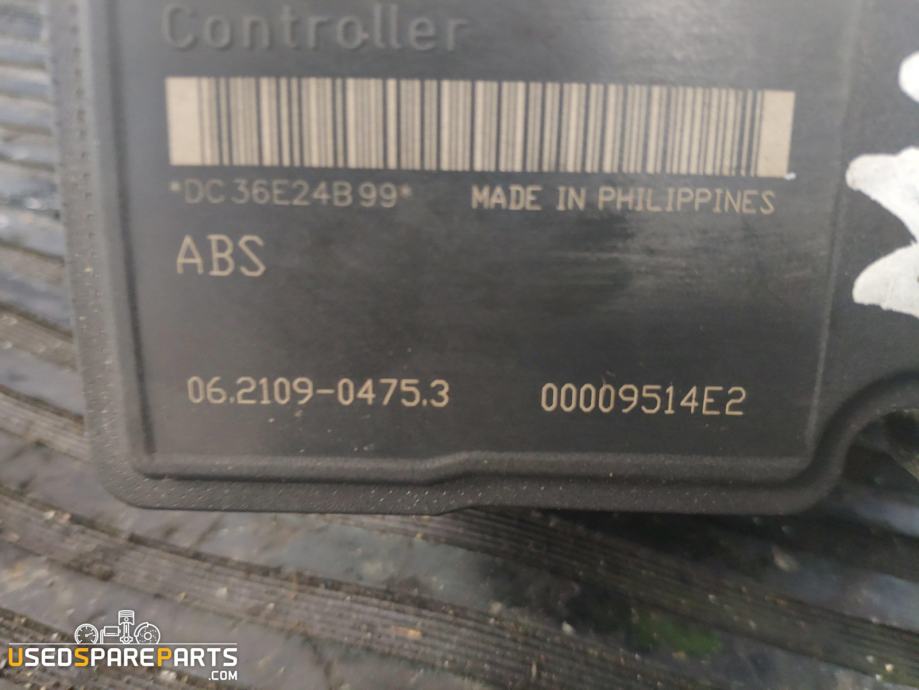 Controller
*DC36E24B99* MADE IN PHILIPPINES
ABS
06.2109-0475.3 00009514E2
USEDSPAREPARTS
.COM